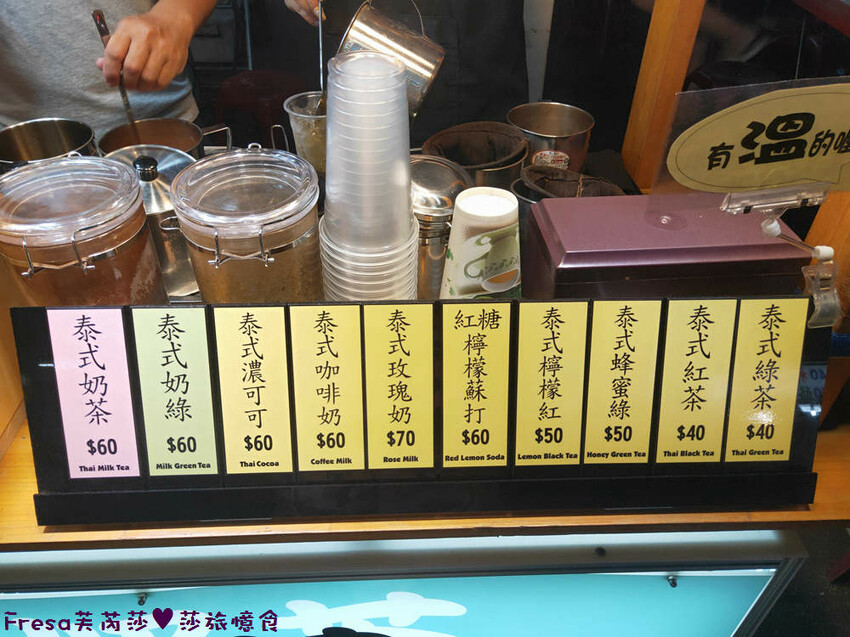 有溫的喔
泰式奶茶
$60
Thai Milk Tea
泰式奶綠
$60
Milk Green Tea
泰式濃可可
$60
Thai Cocoa
泰式咖啡奶
$60
Coffee Milk
泰式玫瑰奶
$70
Rose Milk
紅糖檸檬蘇打
$60
Red Lemon Soda
泰式檸檬紅
$50
Lemon Black Tea
泰式蜂蜜綠
$50
Honey Green Tea
泰式紅茶
$40
Thai Black Tea
泰式綠茶
$40
Thai Green Tea
Fresa芙芮莎♥莎旅憶食